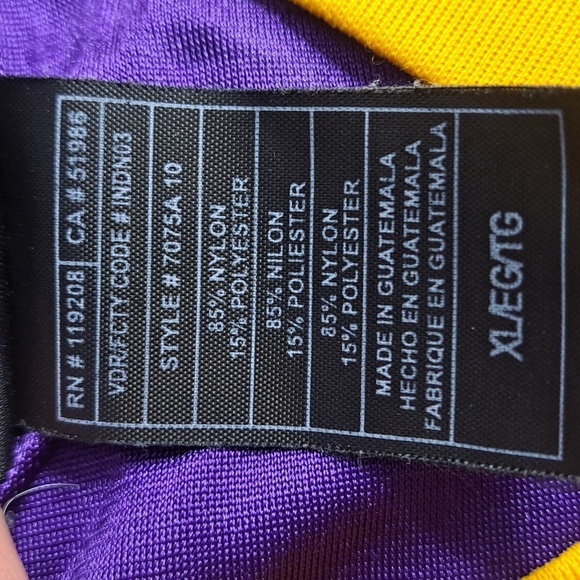 RN # 119208 CA # 51986
VDR/FCTY CODE # INDN03
STYLE # 7075A 10
85% NYLON
15% POLYESTER
85% NILON
15% POLIESTER
85% NYLON
15% POLYESTER
MADE IN GUATEMALA
HECHO EN GUATEMALA
FABRIQUE EN GUATEMALA
XL/EG/TG